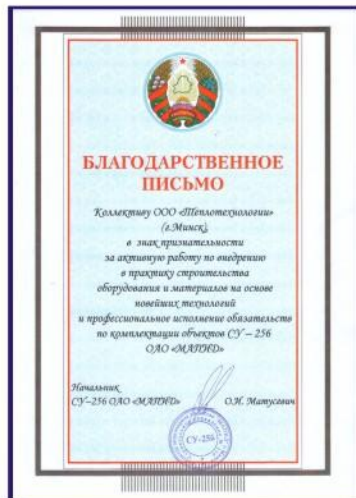 БЛАГОДАРСТВЕННОЕ
ПИСЬМО
Коллективу ООО «Теплотехнологии»
(г.Минск),
в знак признательности
за активную работу по внедрению
в практику строительства
оборудования и материалов на основе
новейших технологий
и профессиональное исполнение обязательств
по комплектации объектов СУ – 256
ОАО «МАПИД»
Начальник
СУ–256 ОАО «МАПИД» О.И. Матусевич
СУ-256